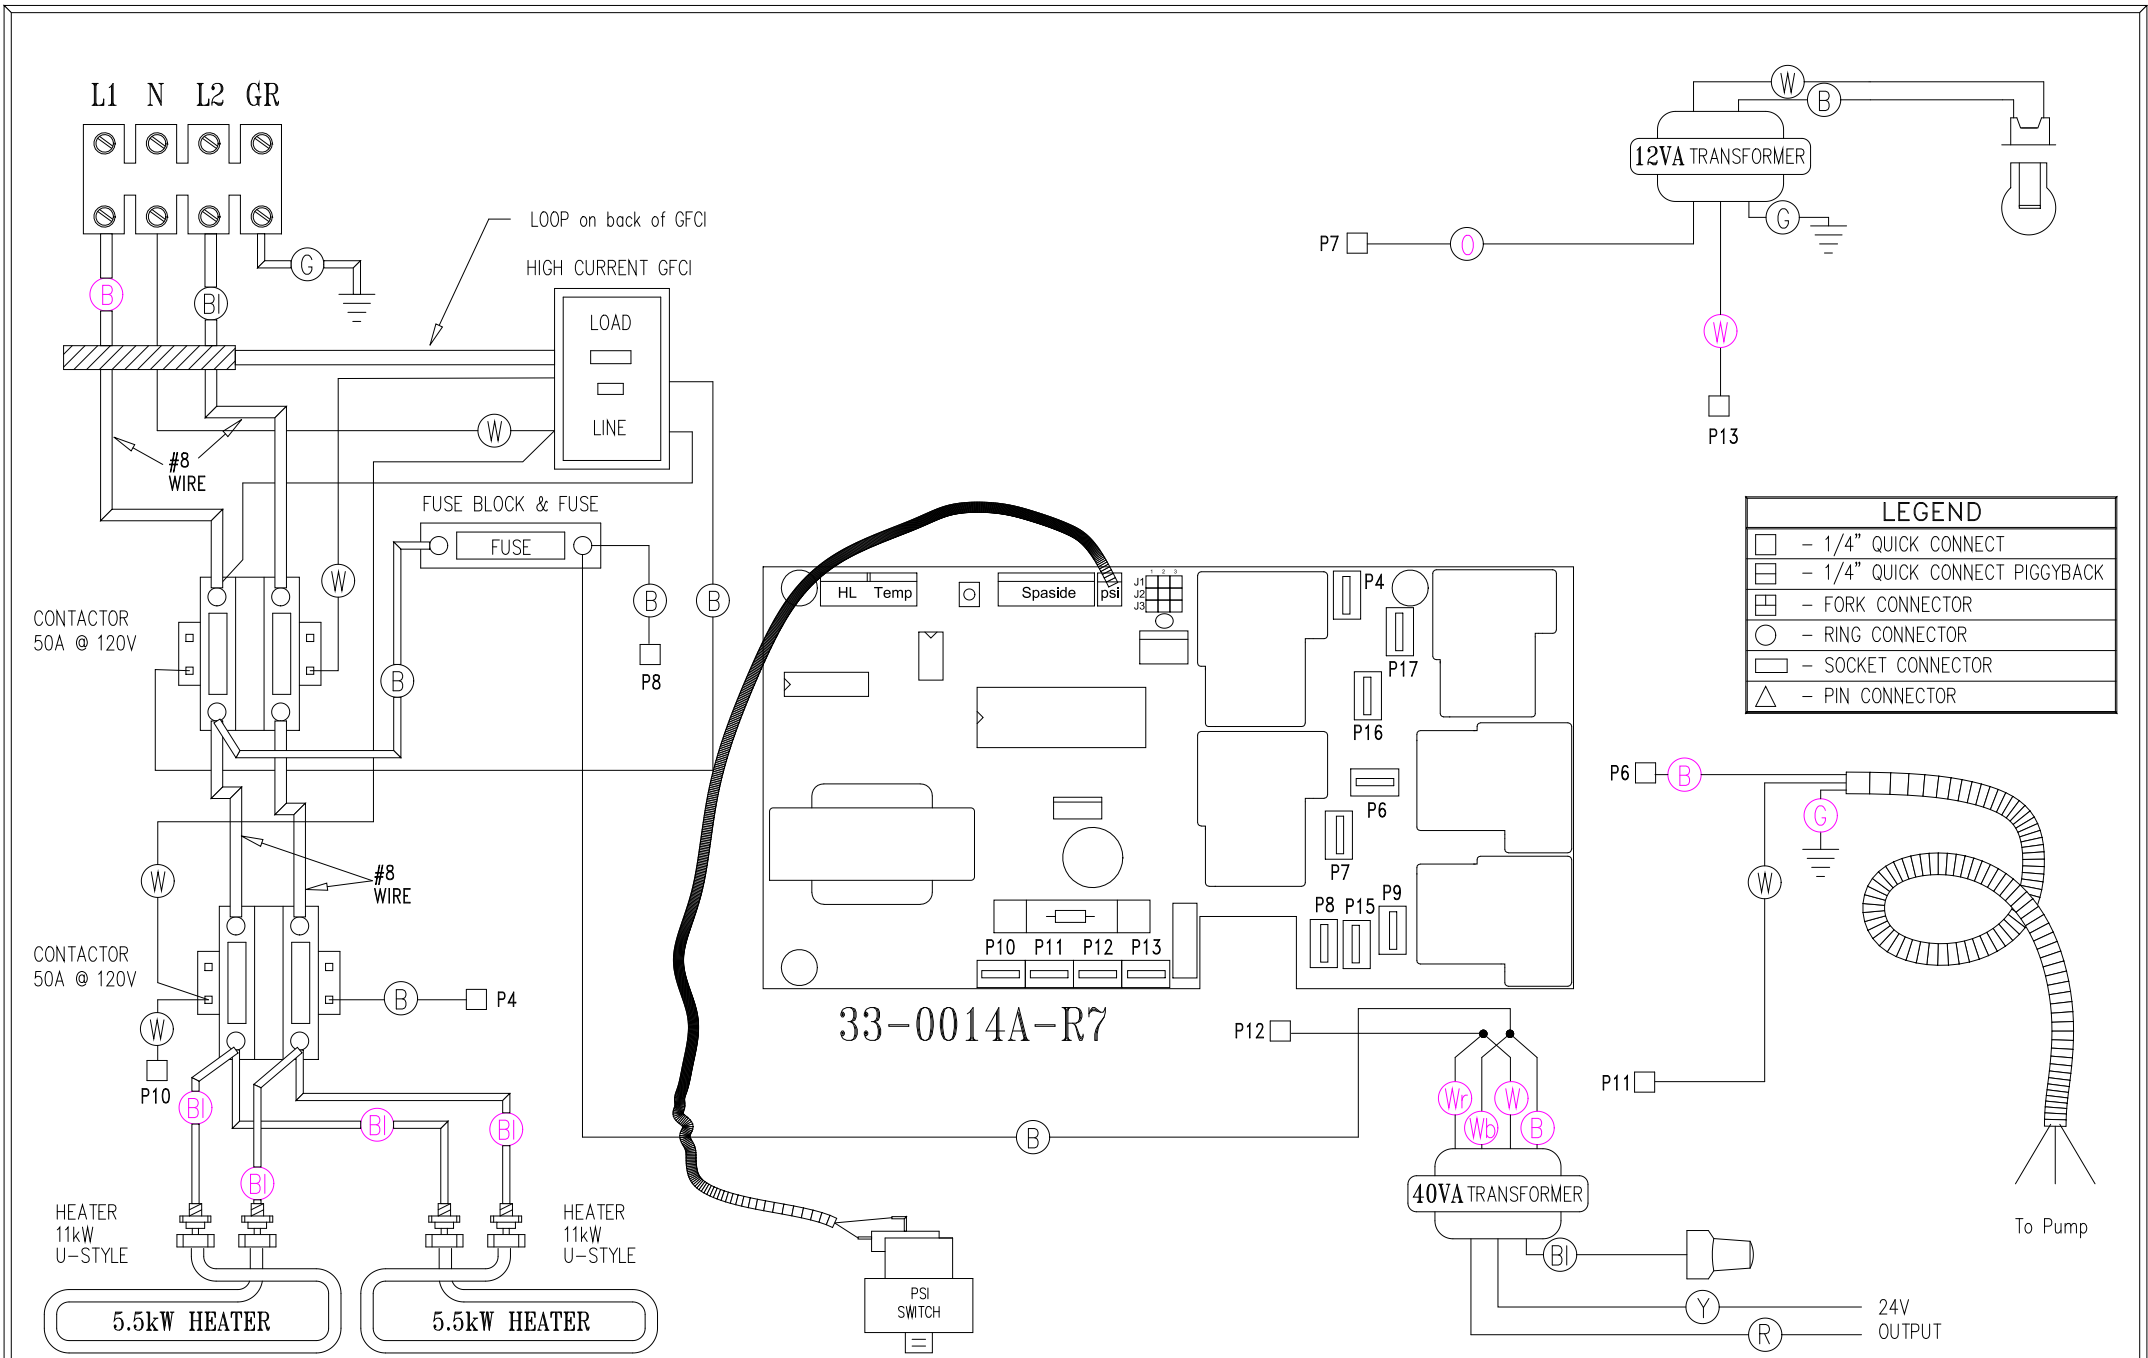 L1 N L2 GR
LOOP on back of GFCI
HIGH CURRENT GFCI
LOAD
LINE
G
B
Bl
W
#8
WIRE
FUSE BLOCK & FUSE
FUSE
W
B
B
P8
B
CONTACTOR
50A @ 120V
W
#8
WIRE
CONTACTOR
50A @ 120V
B
P4
W
P10
Bl
Bl
Bl
Bl
HEATER
11kW
U-STYLE
HEATER
11kW
U-STYLE
5.5kW HEATER
5.5kW HEATER
HL Temp
Spaside
psi
1 2 3
J1
J2
J3
P4
P17
P16
P6
P7
P8 P15 P9
P10 P11 P12 P13
33-0014A-R7
B
PSI
SWITCH
W
B
12VA TRANSFORMER
G
P7
O
W
P13
LEGEND
- 1/4" QUICK CONNECT
- 1/4" QUICK CONNECT PIGGYBACK
- FORK CONNECTOR
- RING CONNECTOR
- SOCKET CONNECTOR
- PIN CONNECTOR
P6
B
G
W
P11
To Pump
P12
Wr
W
Wb
B
40VA TRANSFORMER
Bl
Y
R
24V
OUTPUT